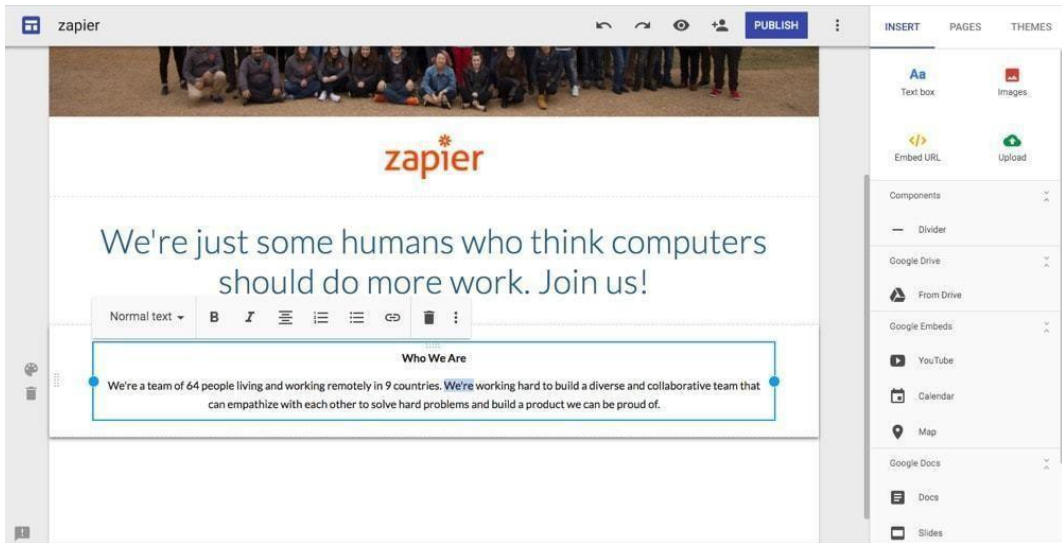 zapier
PUBLISH
INSERT
PAGES
THEMES
Aa
Text box
Images
</>
Embed URL
Upload
zapier
Components
Divider
We're just some humans who think computers
should do more work. Join us!
Google Drive
From Drive
Normal text
B
I
Google Embeds
Who We Are
YouTube
We're a team of 64 people living and working remotely in 9 countries. We're working hard to build a diverse and collaborative team that
can empathize with each other to solve hard problems and build a product we can be proud of.
Calendar
Map
Google Docs
Docs
Slides